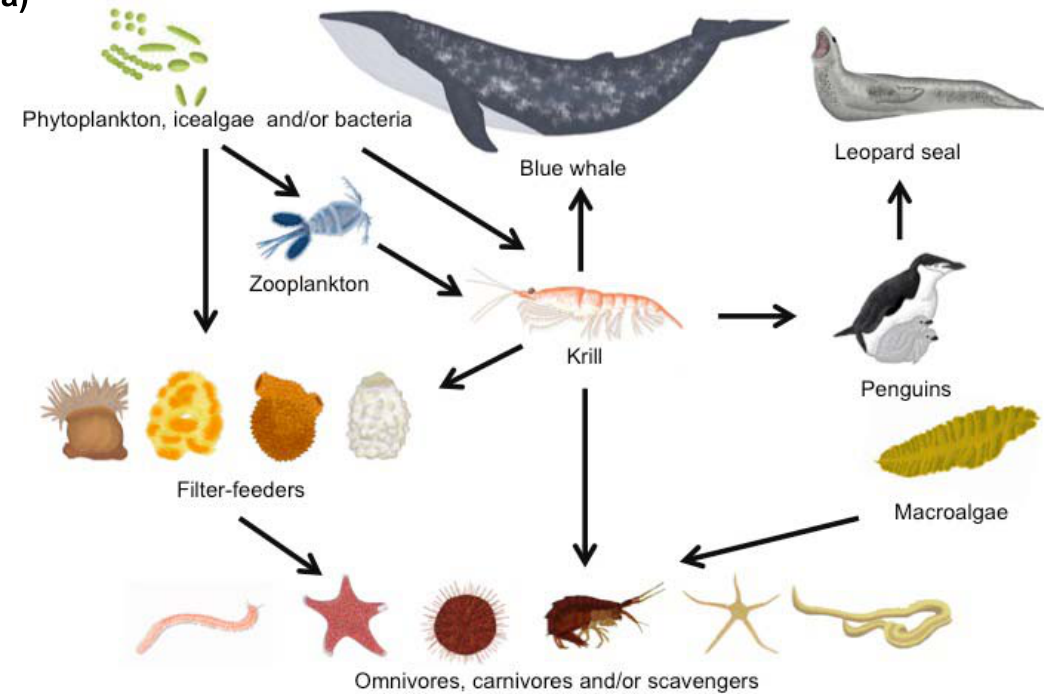 a)
Phytoplankton, icealgae and/or bacteria
Blue whale
Leopard seal
Zooplankton
Krill
Penguins
Filter-feeders
Macroalgae
Omnivores, carnivores and/or scavengers